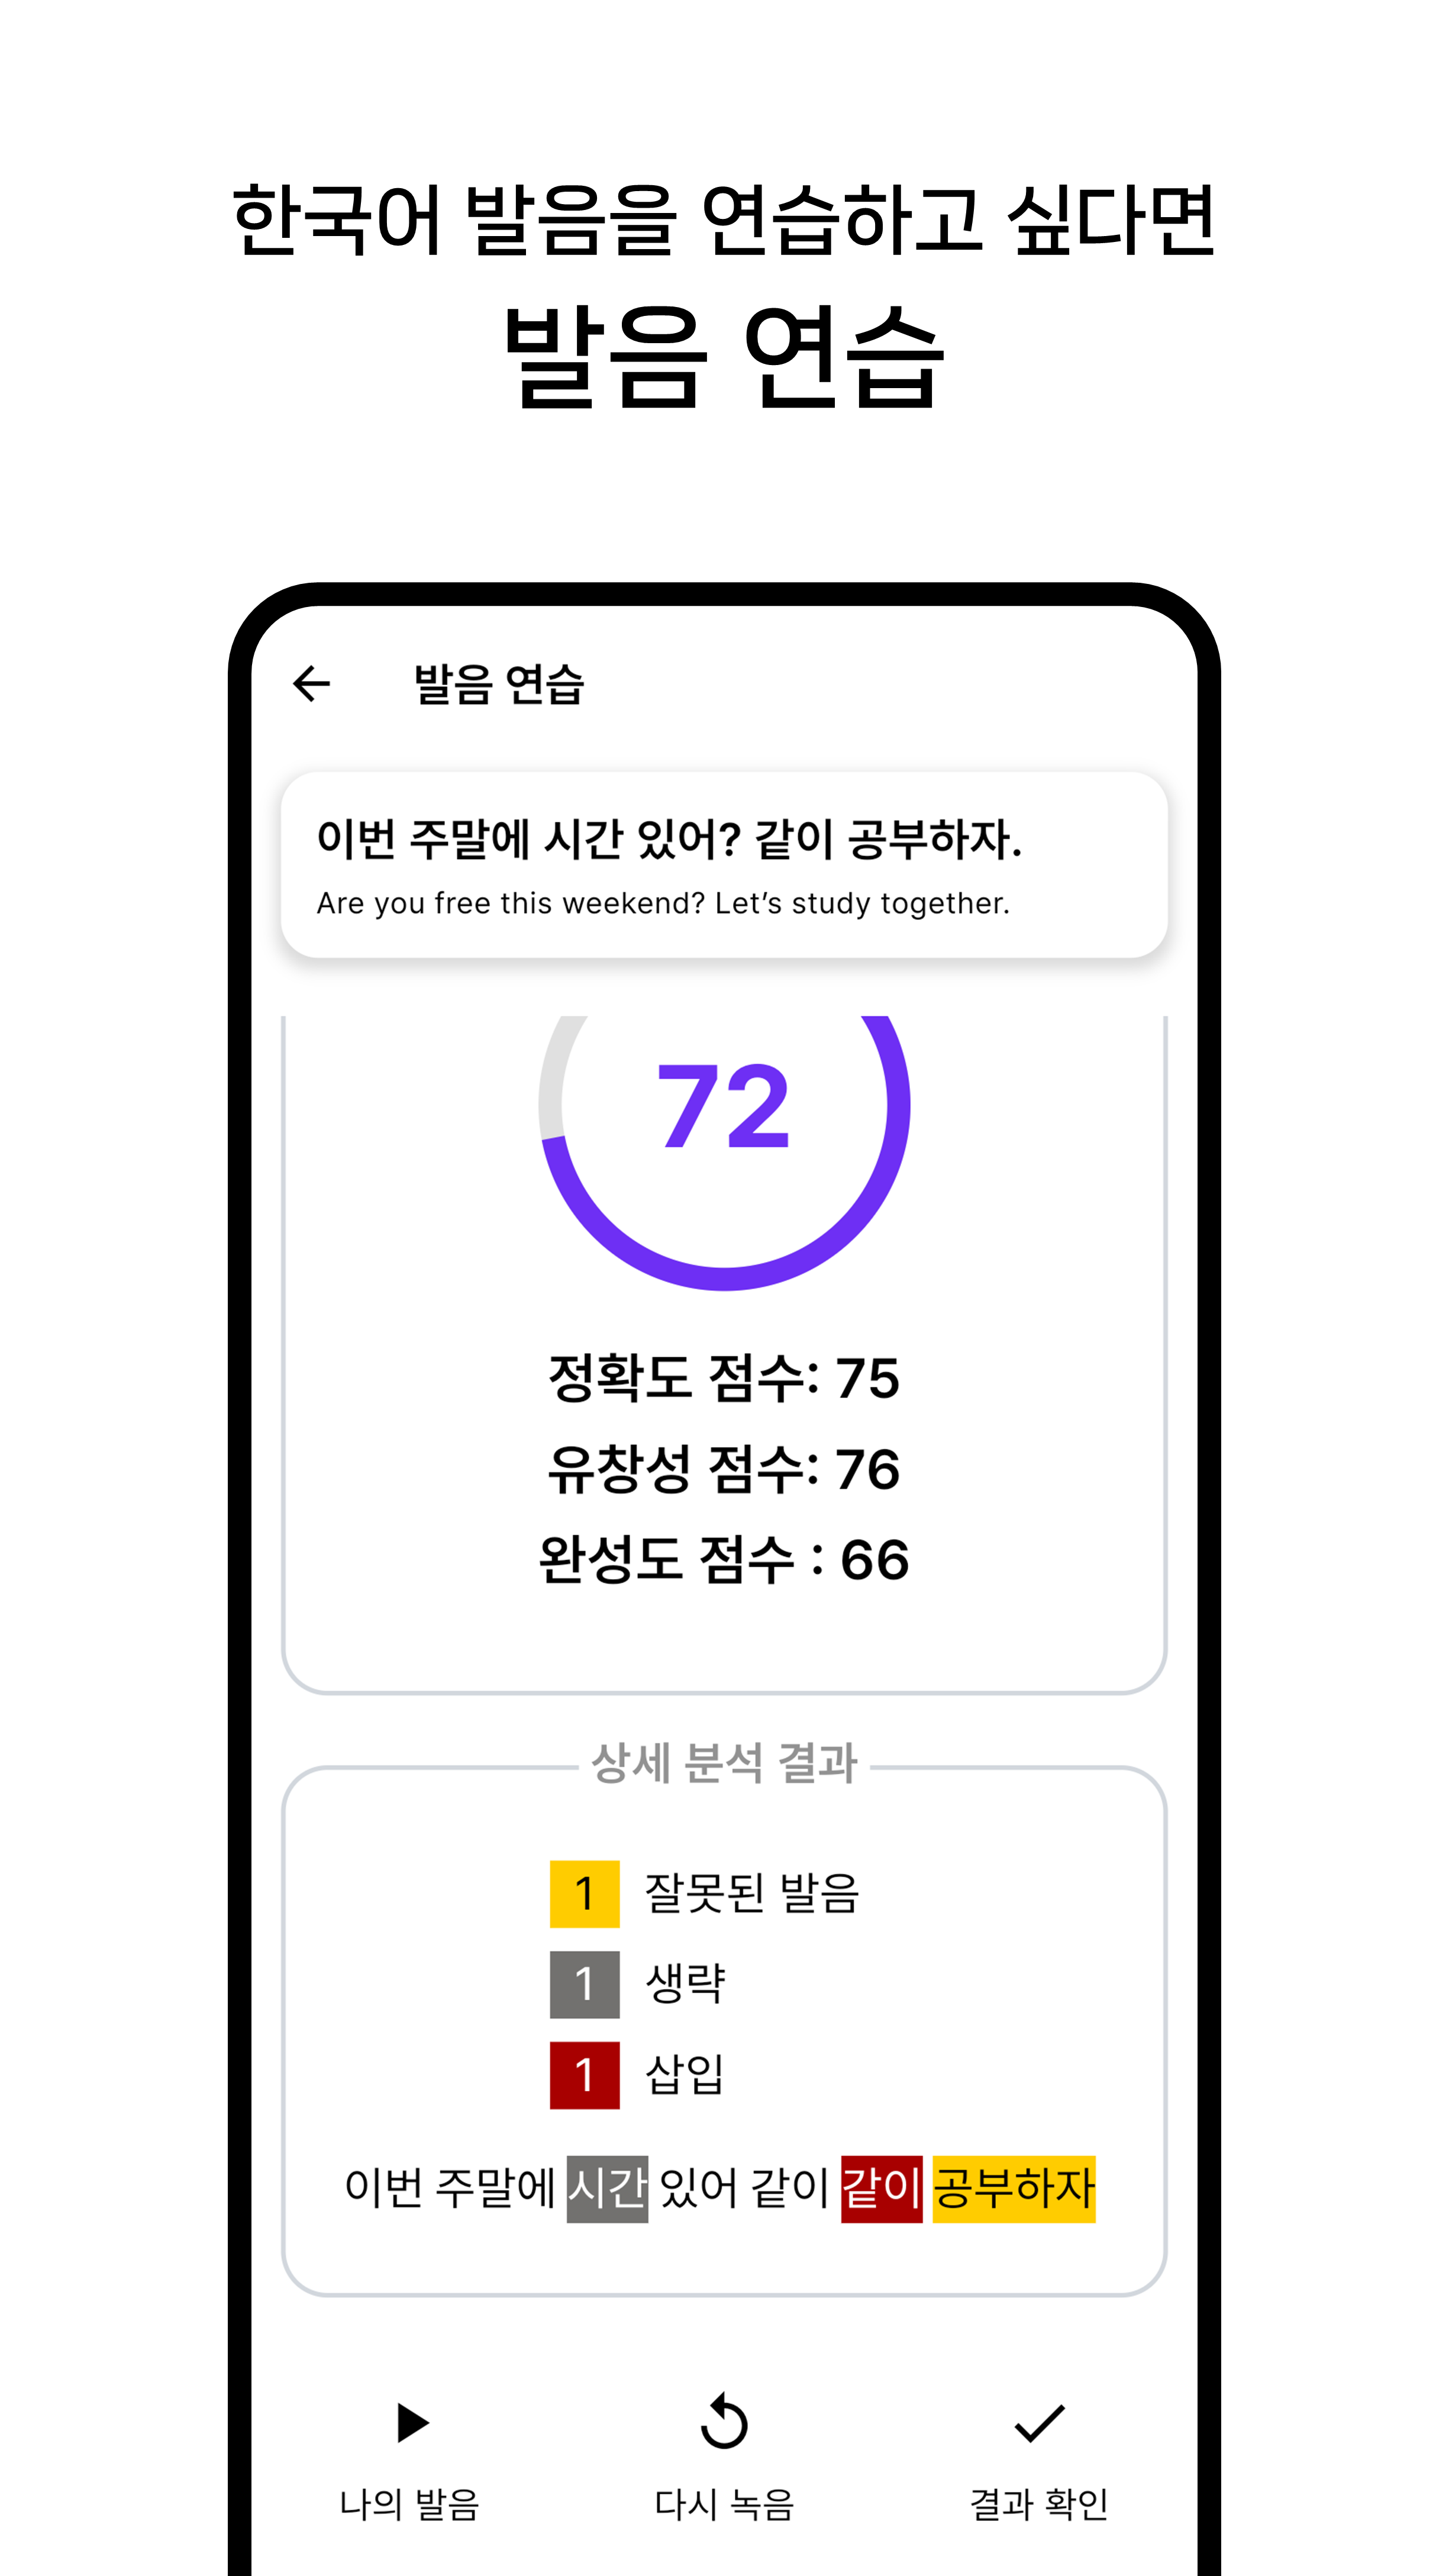 한국어 발음을 연습하고 싶다면
발음 연습
발음 연습
이번 주말에 시간 있어? 같이 공부하자.
Are you free this weekend? Let’s study together.
72
정확도 점수: 75
유창성 점수: 76
완성도 점수 : 66
상세 분석 결과
1 잘못된 발음
1 생략
1 삽입
이번 주말에 시간 있어 같이 같이 공부하자
나의 발음 다시 녹음 결과 확인